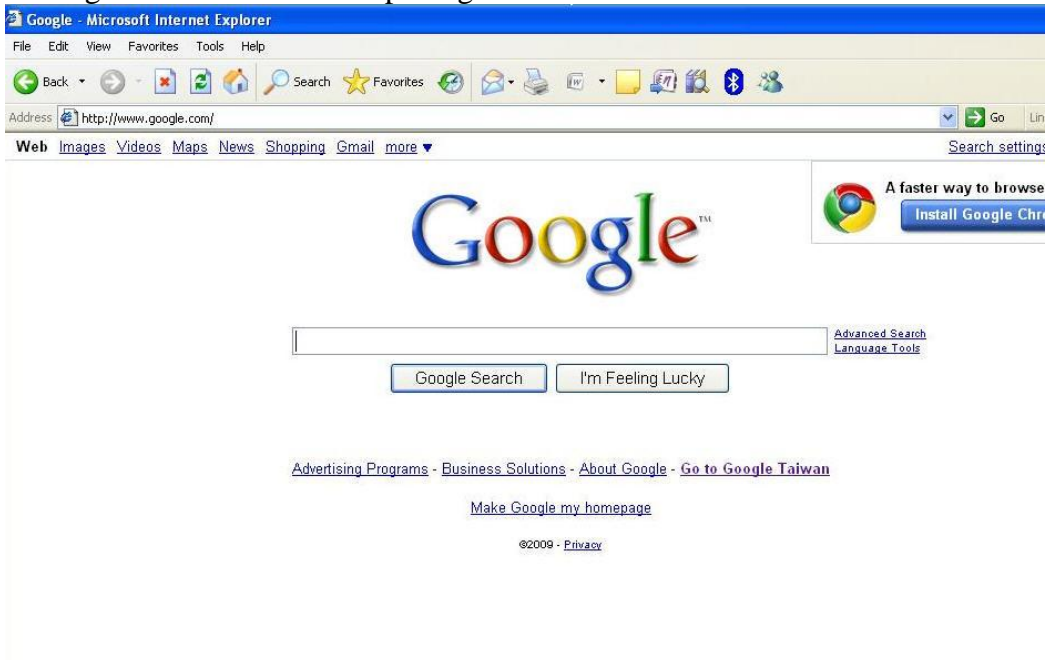 Google - Microsoft Internet Explorer
File Edit View Favorites Tools Help
Back Search Favorites
Address http://www.google.com/ Go Lin
Web Images Videos Maps News Shopping Gmail more ▼ Search settings
A faster way to browse
Install Google Chr
Google™
Advanced Search
Language Tools
Google Search I'm Feeling Lucky
Advertising Programs - Business Solutions - About Google - Go to Google Taiwan
Make Google my homepage
©2009 - Privacy